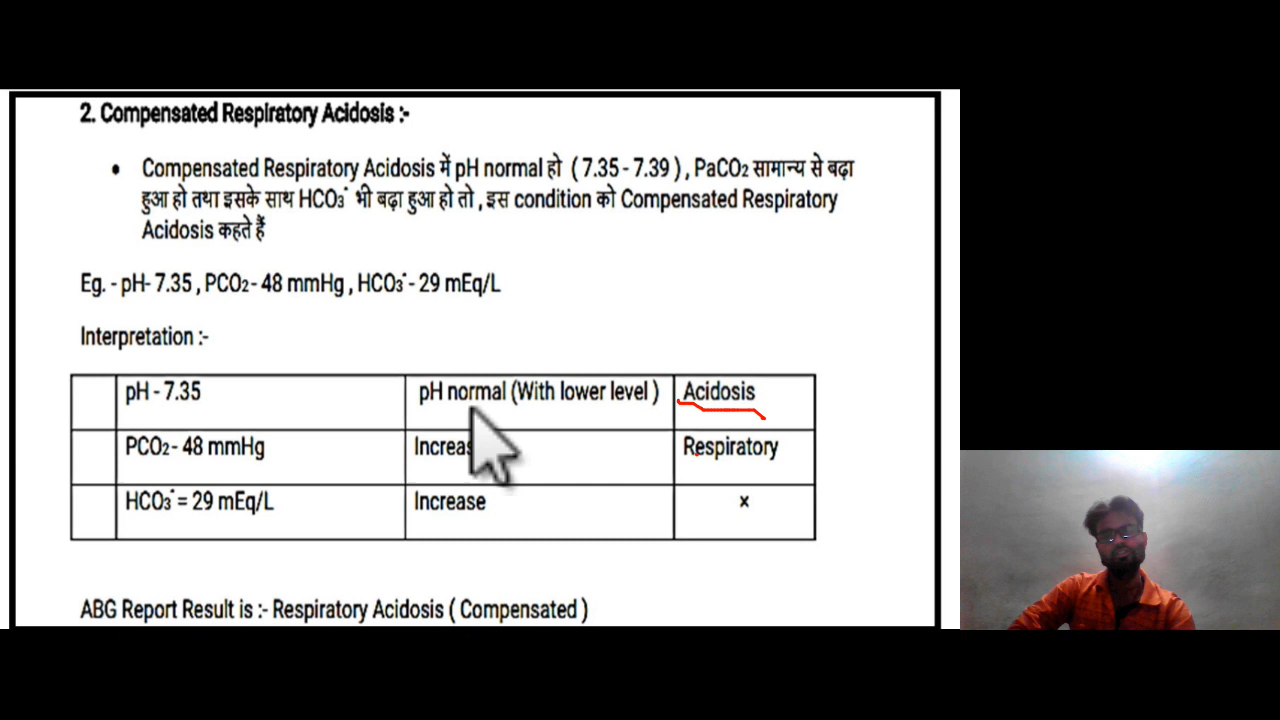 2. Compensated Respiratory Acidosis :-
• Compensated Respiratory Acidosis में pH normal हो ( 7.35 - 7.39 ) , PaCO2 सामान्य से बढ़ा
हुआ हो तथा इसके साथ HCO3- भी बढ़ा हुआ हो तो , इस condition को Compensated Respiratory
Acidosis कहते हैं
Eg. - pH- 7.35 , PCO2 - 48 mmHg , HCO3- - 29 mEq/L
Interpretation :-
pH - 7.35 pH normal (With lower level ) Acidosis
PCO2 - 48 mmHg Respiratory
HCO3- = 29 mEq/L Increase ×
ABG Report Result is :- Respiratory Acidosis ( Compensated )